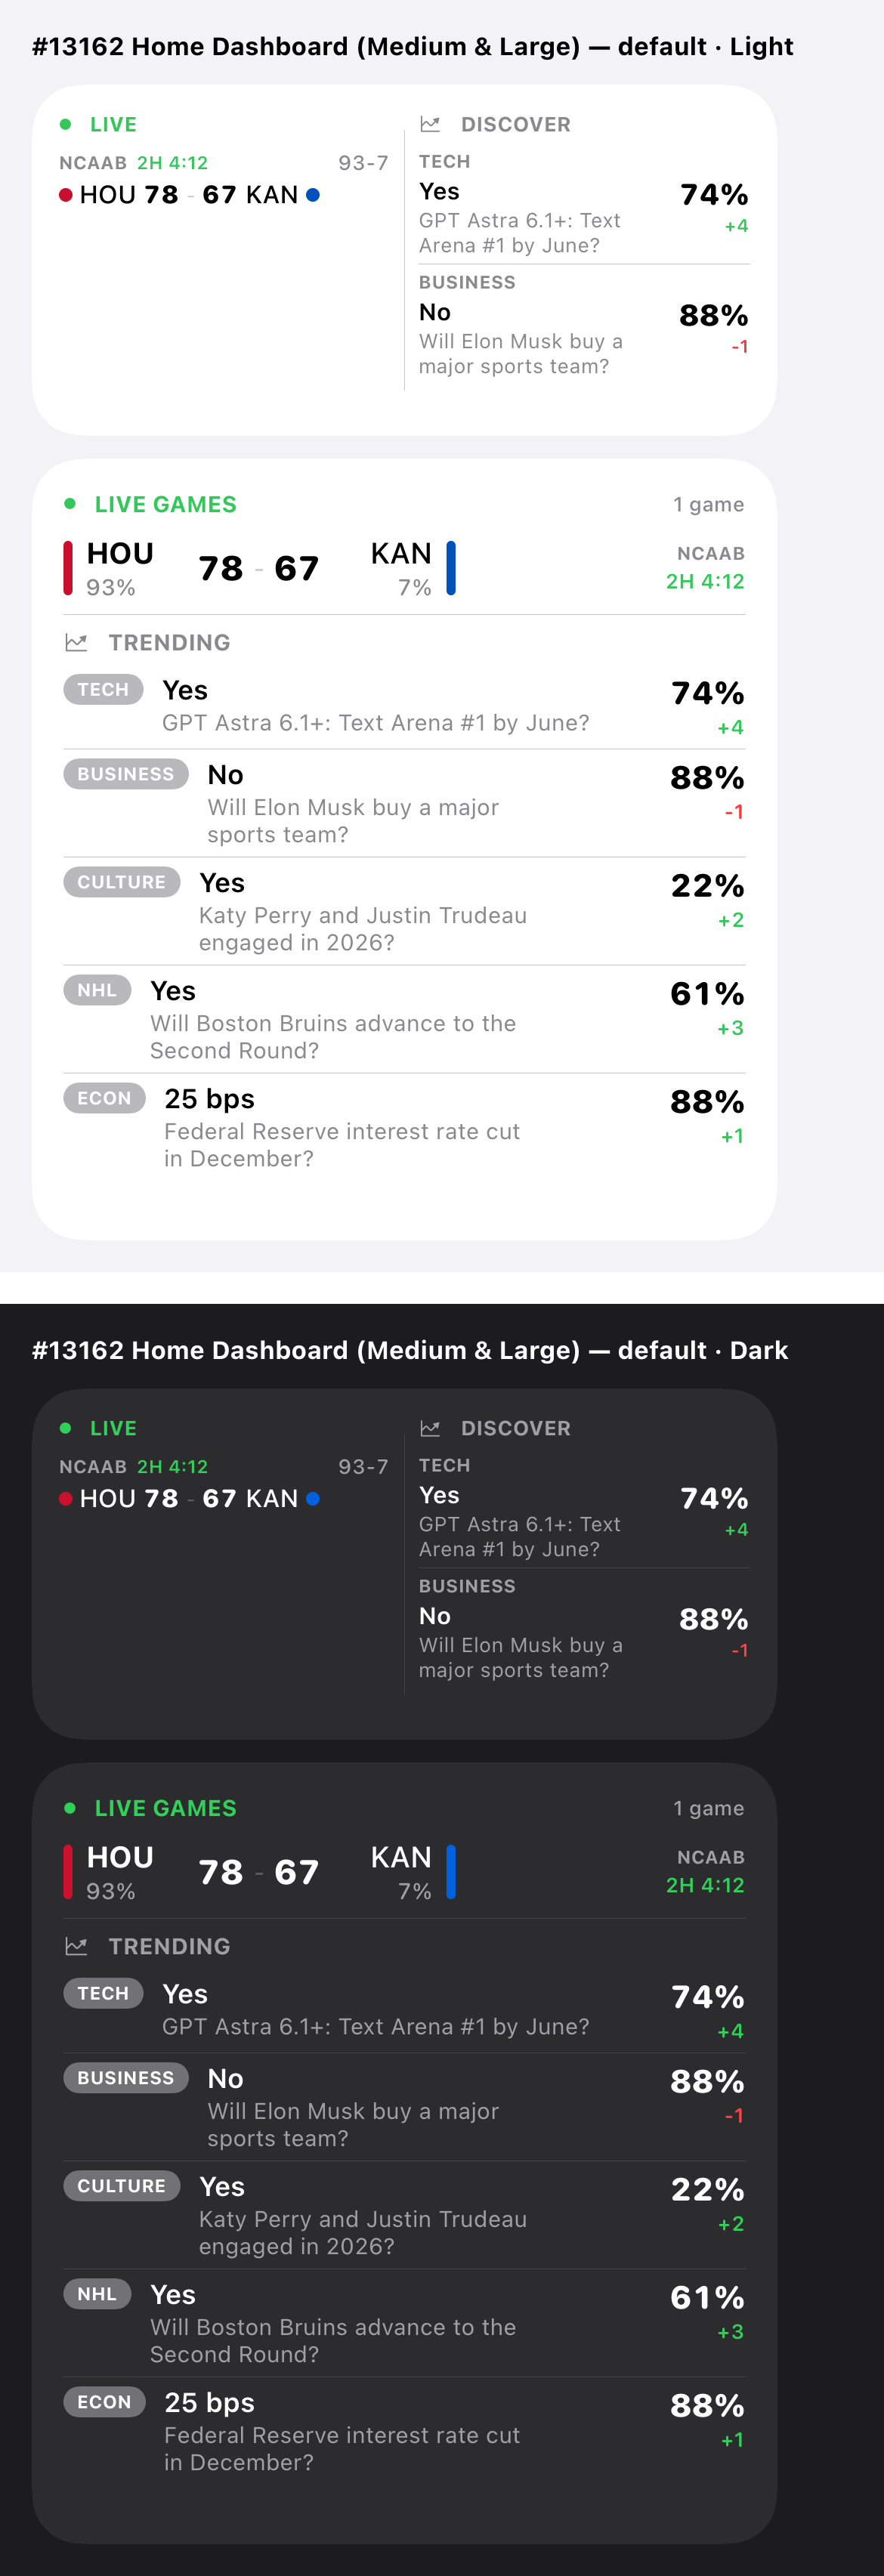 #13162 Home Dashboard (Medium & Large) — default · Light
LIVE
NCAAB 2H 4:12 93-7
HOU 78 - 67 KAN
DISCOVER
TECH
Yes 74%
GPT Astra 6.1+: Text +4
Arena #1 by June?
BUSINESS
No 88%
Will Elon Musk buy a -1
major sports team?
LIVE GAMES 1 game
HOU 78 - 67 KAN NCAAB
93% 7% 2H 4:12
TRENDING
TECH Yes 74%
GPT Astra 6.1+: Text Arena #1 by June? +4
BUSINESS No 88%
Will Elon Musk buy a major -1
sports team?
CULTURE Yes 22%
Katy Perry and Justin Trudeau +2
engaged in 2026?
NHL Yes 61%
Will Boston Bruins advance to the +3
Second Round?
ECON 25 bps 88%
Federal Reserve interest rate cut +1
in December?
#13162 Home Dashboard (Medium & Large) — default · Dark
LIVE
NCAAB 2H 4:12 93-7
HOU 78 - 67 KAN
DISCOVER
TECH
Yes 74%
GPT Astra 6.1+: Text +4
Arena #1 by June?
BUSINESS
No 88%
Will Elon Musk buy a -1
major sports team?
LIVE GAMES 1 game
HOU 78 - 67 KAN NCAAB
93% 7% 2H 4:12
TRENDING
TECH Yes 74%
GPT Astra 6.1+: Text Arena #1 by June? +4
BUSINESS No 88%
Will Elon Musk buy a major -1
sports team?
CULTURE Yes 22%
Katy Perry and Justin Trudeau +2
engaged in 2026?
NHL Yes 61%
Will Boston Bruins advance to the +3
Second Round?
ECON 25 bps 88%
Federal Reserve interest rate cut +1
in December?